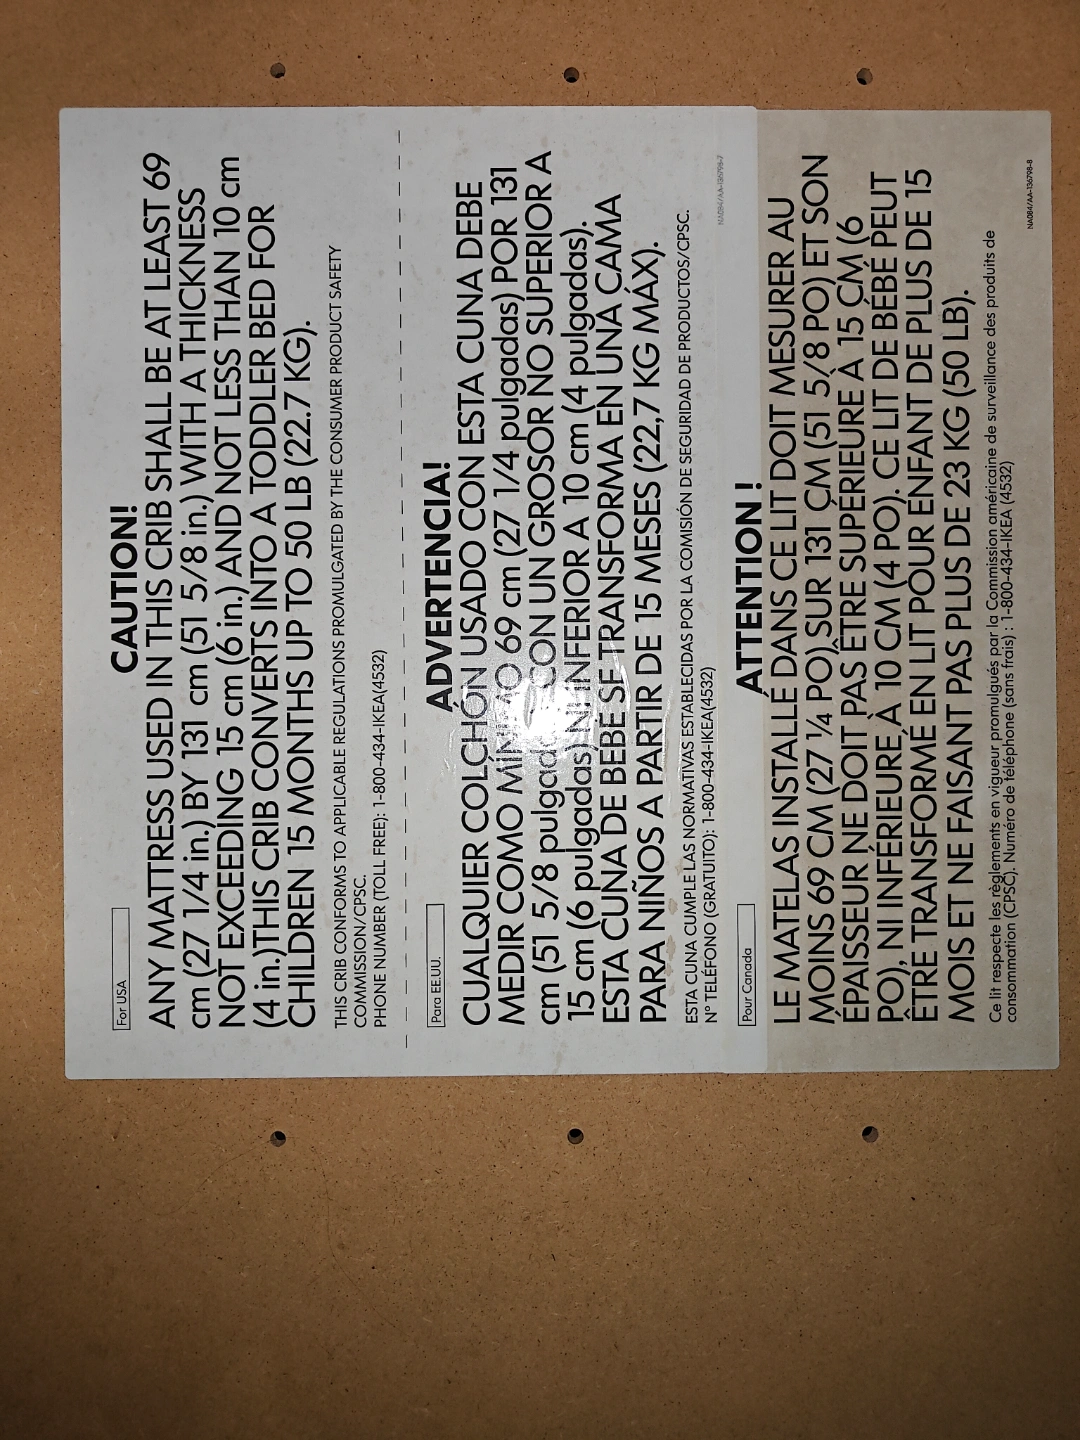 For USA
CAUTION!
ANY MATTRESS USED IN THIS CRIB SHALL BE AT LEAST 69
cm (27 1/4 in.) BY 131 cm (51 5/8 in.) WITH A THICKNESS
NOT EXCEEDING 15 cm (6 in.) AND NOT LESS THAN 10 cm
(4 in.)THIS CRIB CONVERTS INTO A TODDLER BED FOR
CHILDREN 15 MONTHS UP TO 50 LB (22.7 KG).
THIS CRIB CONFORMS TO APPLICABLE REGULATIONS PROMULGATED BY THE CONSUMER PRODUCT SAFETY
COMMISSION/CPSC.
PHONE NUMBER (TOLL FREE): 1-800-434-IKEA(4532)
Para EE.UU.
ADVERTENCIA!
CUALQUIER COLCHÓN USADO CON ESTA CUNA DEBE
MEDIR COMO MÍNIMO 69 cm (27 1/4 pulgadas) POR 131
cm (51 5/8 pulgadas) CON UN GROSOR NO SUPERIOR A
15 cm (6 pulgadas) NI INFERIOR A 10 cm (4 pulgadas).
ESTA CUNA DE BEBÉ SE TRANSFORMA EN UNA CAMA
PARA NIÑOS A PARTIR DE 15 MESES (22,7 KG MÁX).
ESTA CUNA CUMPLE LAS NORMATIVAS ESTABLECIDAS POR LA COMISIÓN DE SEGURIDAD DE PRODUCTOS/CPSC.
Nº TELÉFONO (GRATUITO): 1-800-434-IKEA(4532)
NA084/AA-136798-7
Pour Canada
ATTENTION !
LE MATELAS INSTALLÉ DANS CE LIT DOIT MESURER AU
MOINS 69 CM (27 ¼ PO) SUR 131 CM (51 5/8 PO) ET SON
ÉPAISSEUR NE DOIT PAS ÊTRE SUPÉRIEURE À 15 CM (6
PO), NI INFÉRIEURE À 10 CM (4 PO). CE LIT DE BÉBÉ PEUT
ÊTRE TRANSFORMÉ EN LIT POUR ENFANT DE PLUS DE 15
MOIS ET NE FAISANT PAS PLUS DE 23 KG (50 LB).
Ce lit respecte les règlements en vigueur promulgués par la Commission américaine de surveillance des produits de
consommation (CPSC). Numéro de téléphone (sans frais) : 1-800-434-IKEA (4532)
NA084/AA-136798-8